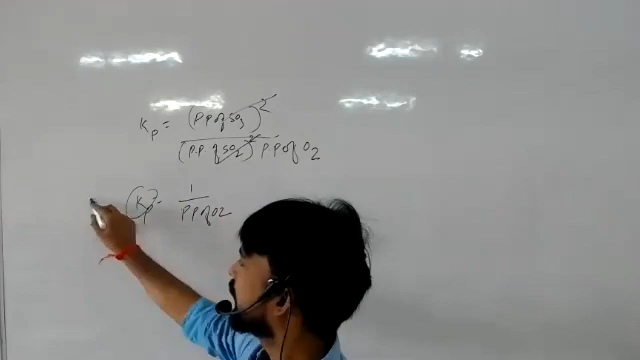 Kp = (PP of SO3)^2
(PP of SO2)^2 PP of O2
Kp = 1
PP of O2